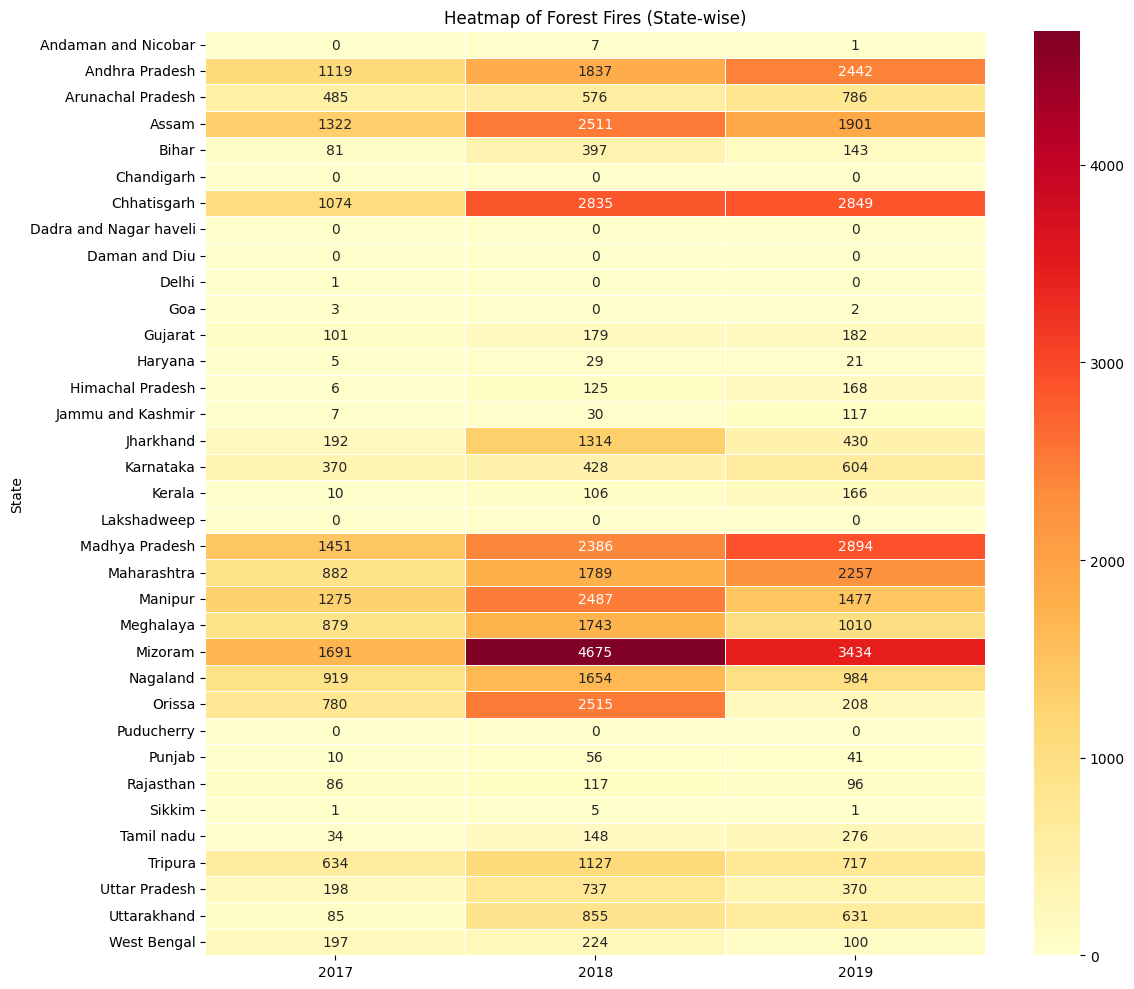 Heatmap of Forest Fires (State-wise)
Andaman and Nicobar 0 7 1
Andhra Pradesh 1119 1837 2442
Arunachal Pradesh 485 576 786
Assam 1322 2511 1901
Bihar 81 397 143
Chandigarh 0 0 0
Chhatisgarh 1074 2835 2849
Dadra and Nagar haveli 0 0 0
Daman and Diu 0 0 0
Delhi 1 0 0
Goa 3 0 2
Gujarat 101 179 182
Haryana 5 29 21
Himachal Pradesh 6 125 168
Jammu and Kashmir 7 30 117
Jharkhand 192 1314 430
Karnataka 370 428 604
Kerala 10 106 166
Lakshadweep 0 0 0
Madhya Pradesh 1451 2386 2894
Maharashtra 882 1789 2257
Manipur 1275 2487 1477
Meghalaya 879 1743 1010
Mizoram 1691 4675 3434
Nagaland 919 1654 984
Orissa 780 2515 208
Puducherry 0 0 0
Punjab 10 56 41
Rajasthan 86 117 96
Sikkim 1 5 1
Tamil nadu 34 148 276
Tripura 634 1127 717
Uttar Pradesh 198 737 370
Uttarakhand 85 855 631
West Bengal 197 224 100
2017 2018 2019
State
4000
3000
2000
1000
0